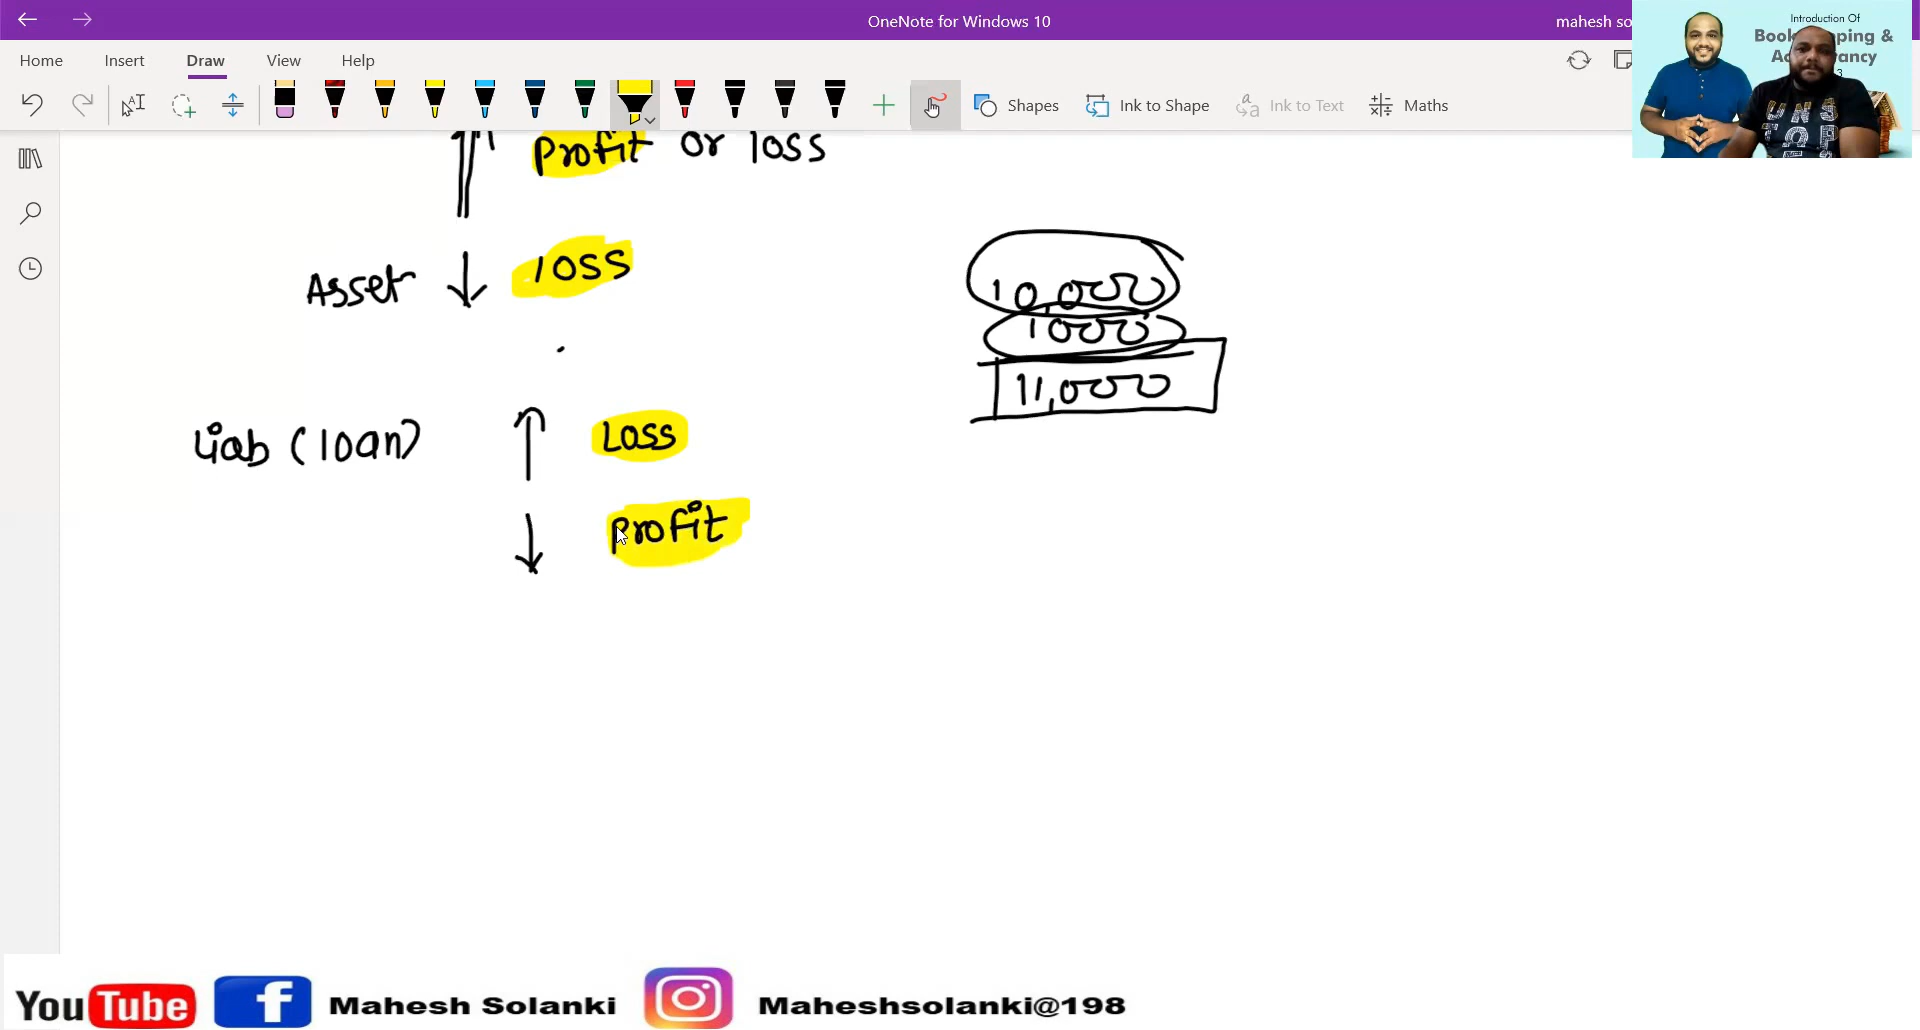 OneNote for Windows 10
mahesh so
Introduction Of
Home Insert Draw View Help
Shapes Ink to Shape Ink to Text Maths
Profit or loss
Asset ↓ loss
10,000
1000
11,000
Liab (loan) ↑ Loss
↓ Profit
YouTube f Mahesh Solanki Maheshsolanki@198